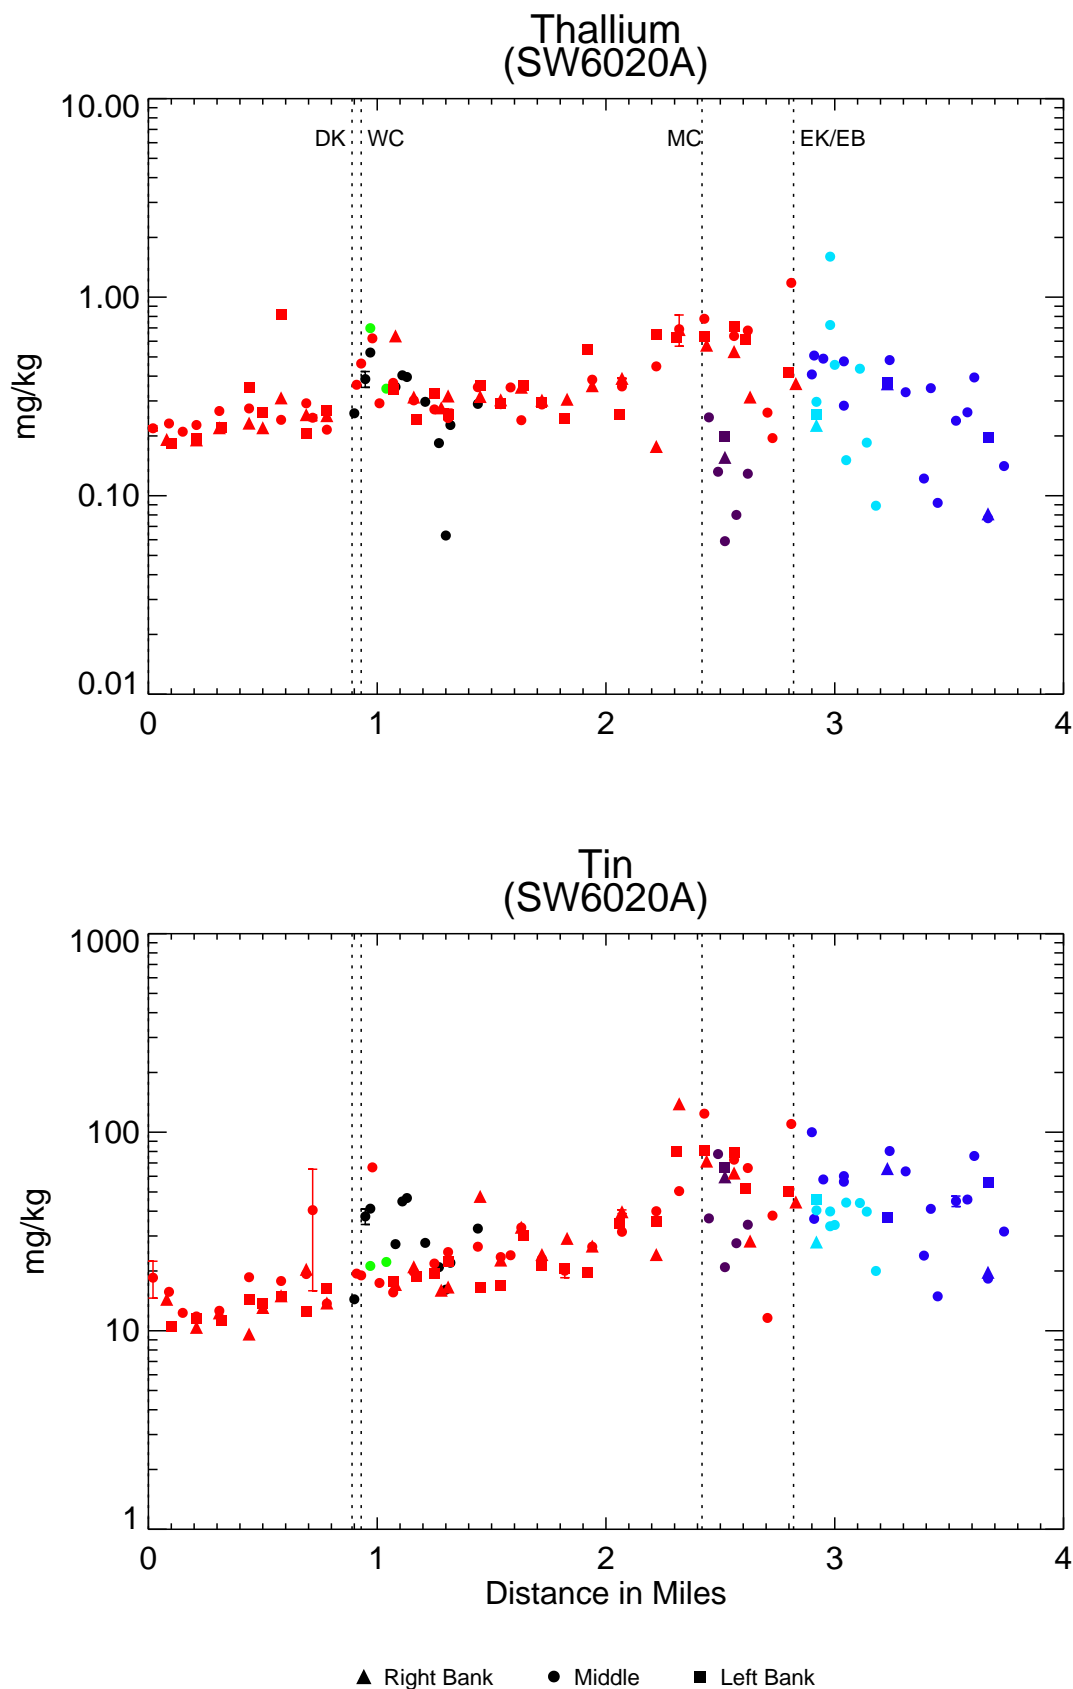 Thallium
(SW6020A)
10.00
DK WC MC EK/EB
1.00
mg/kg
0.10
0.01
0 1 2 3 4
Tin
(SW6020A)
1000
100
mg/kg
10
1
0 1 2 3 4
Distance in Miles
Right Bank Middle Left Bank